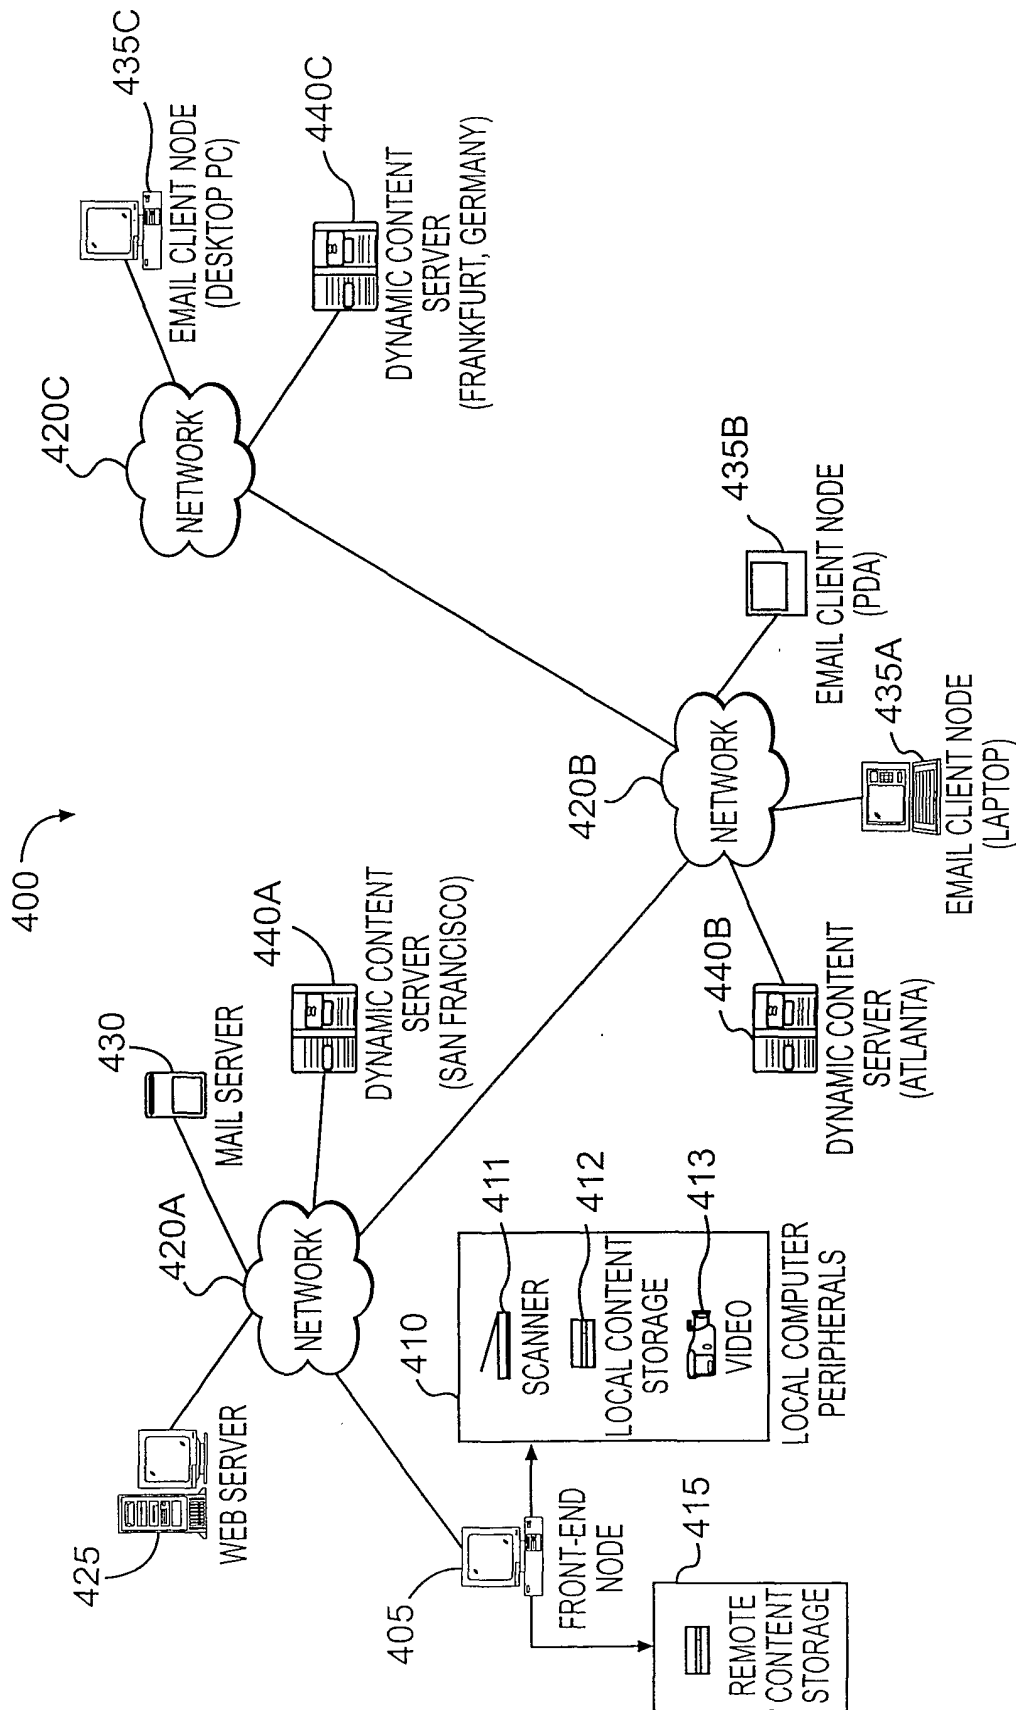 400
425
WEB SERVER
420A
430
MAIL SERVER
NETWORK
440A
DYNAMIC CONTENT
SERVER
(SAN FRANCISCO)
405
FRONT-END
NODE
410
SCANNER
411
LOCAL CONTENT
STORAGE
412
VIDEO
413
LOCAL COMPUTER
PERIPHERALS
415
REMOTE
CONTENT
STORAGE
420B
NETWORK
440B
DYNAMIC CONTENT
SERVER
(ATLANTA)
435A
EMAIL CLIENT NODE
(LAPTOP)
435B
EMAIL CLIENT NODE
(PDA)
420C
NETWORK
435C
EMAIL CLIENT NODE
(DESKTOP PC)
440C
DYNAMIC CONTENT
SERVER
(FRANKFURT, GERMANY)